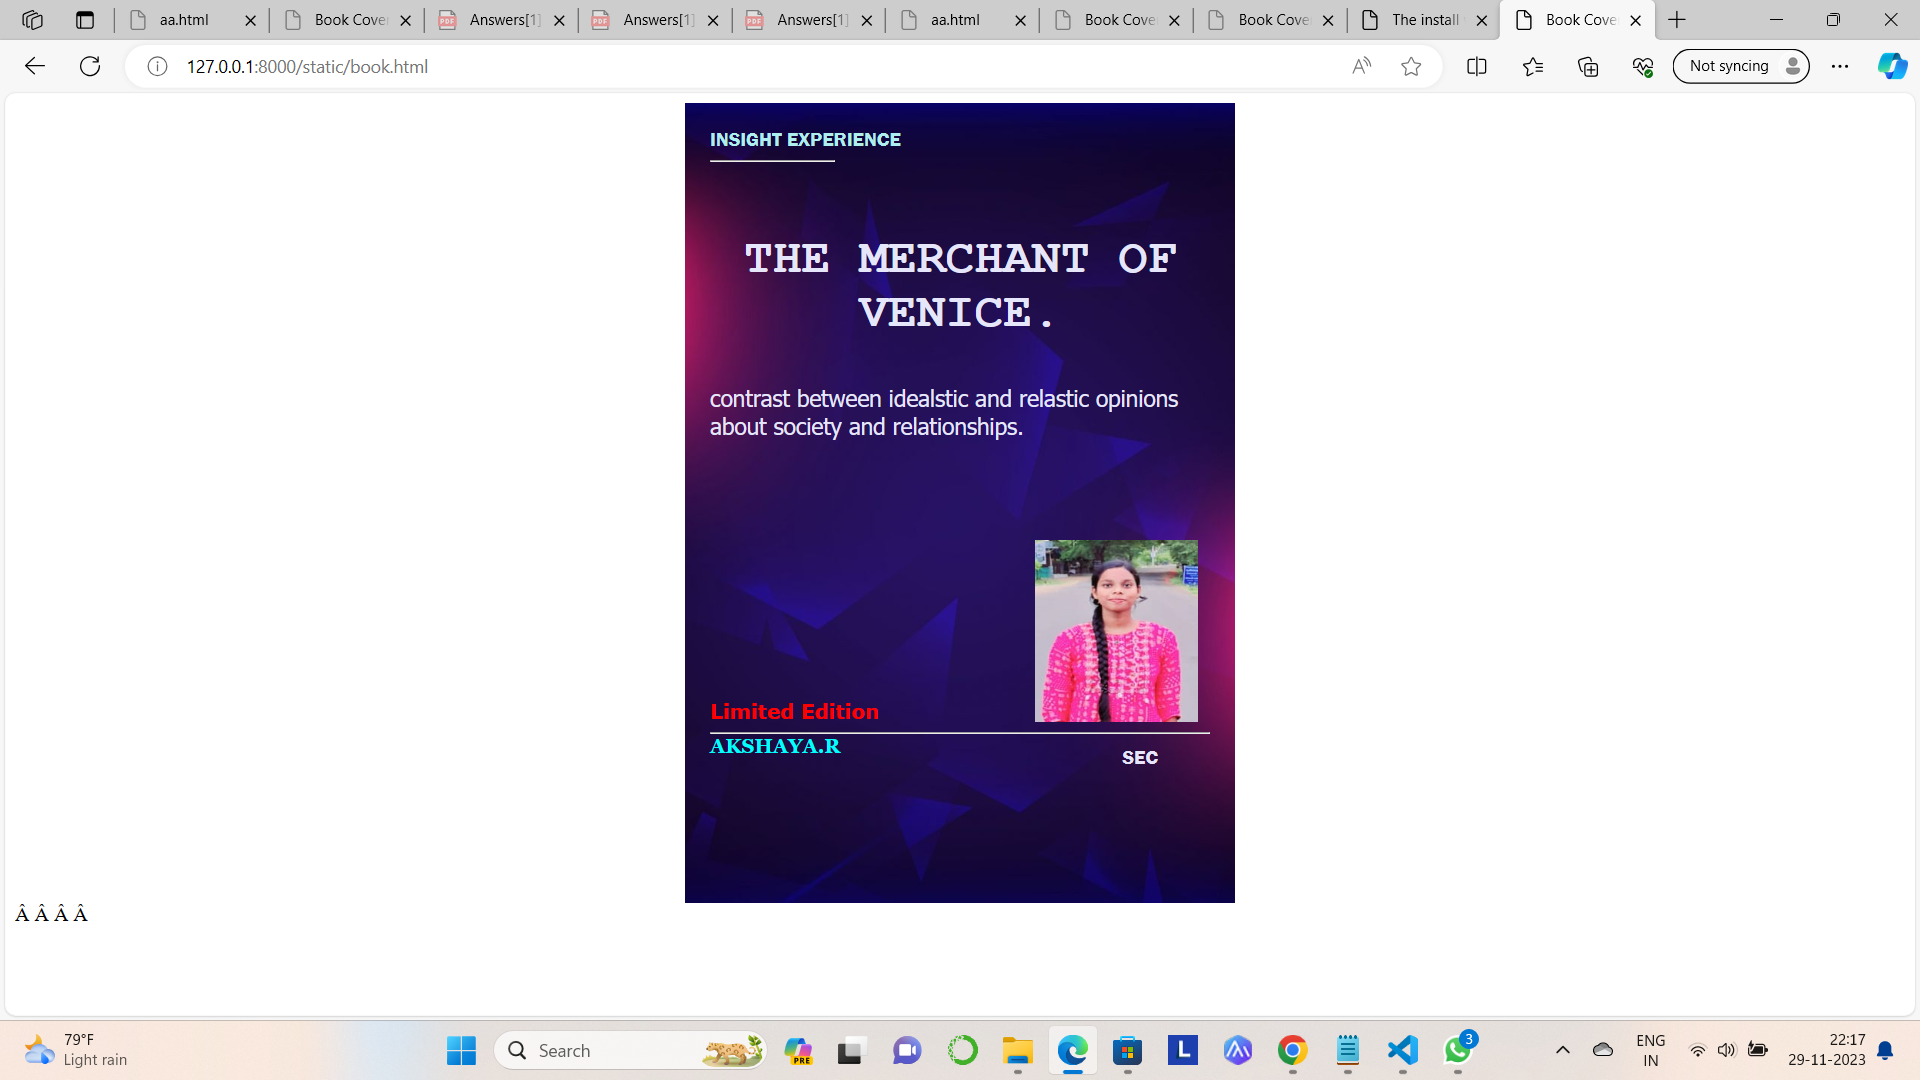 aa.html
Book Cove
Answers[1]
Answers[1]
Answers[1]
aa.html
Book Cove
Book Cove
The install
Book Cove
127.0.0.1:8000/static/book.html
Not syncing
INSIGHT EXPERIENCE
THE MERCHANT OF
VENICE.
contrast between idealstic and relastic opinions
about society and relationships.
Limited Edition
AKSHAYA.R
SEC
Â Â Â Â
79°F
Light rain
Search
PRE
L
3
ENG
IN
22:17
29-11-2023